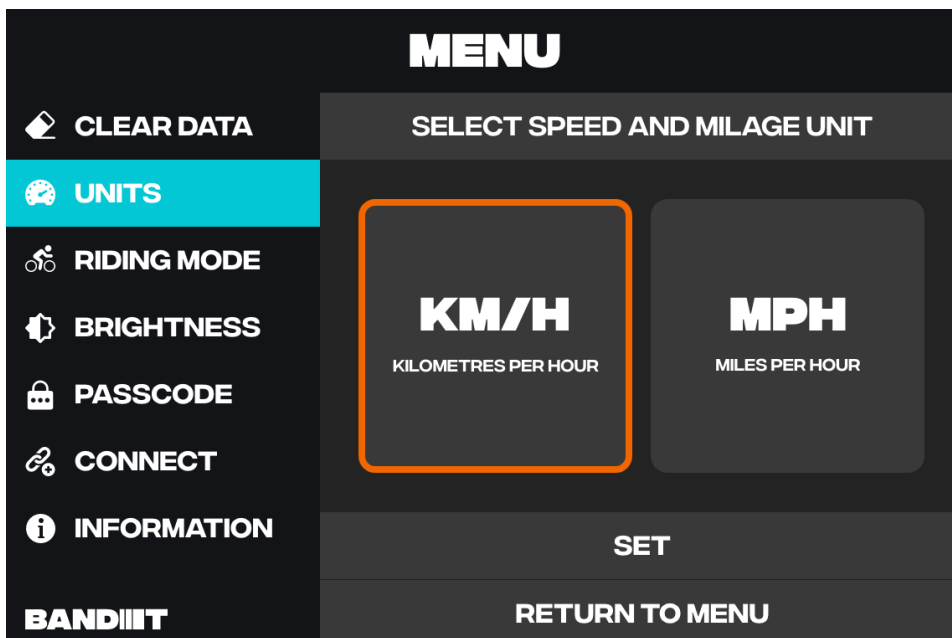 MENU
CLEAR DATA
UNITS
RIDING MODE
BRIGHTNESS
PASSCODE
CONNECT
INFORMATION
BANDIIIT
SELECT SPEED AND MILAGE UNIT
KM/H
KILOMETRES PER HOUR
MPH
MILES PER HOUR
SET
RETURN TO MENU